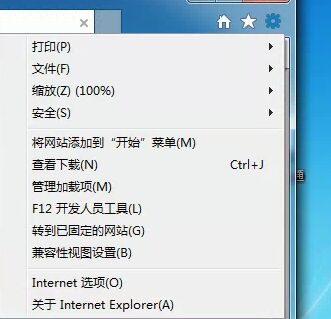 打印(P)
文件(F)
缩放(Z) (100%)
安全(S)
将网站添加到“开始”菜单(M)
查看下载(N) Ctrl+J
管理加载项(M)
F12 开发人员工具(L)
转到已固定的网站(G)
兼容性视图设置(B)
Internet 选项(O)
关于 Internet Explorer(A)